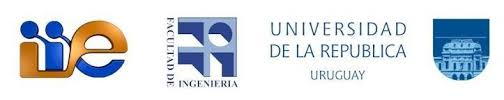 iie
FACULTAD DE
INGENIERIA
UNIVERSIDAD
DE LA REPUBLICA
URUGUAY